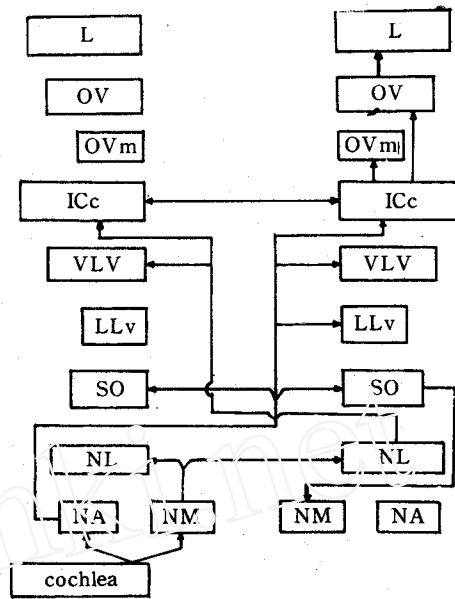 L L
OV OV
OVm OVm
ICc ICc
VLV VLV
LLv LLv
SO SO
NL NL
NA NM NM NA
cochlea